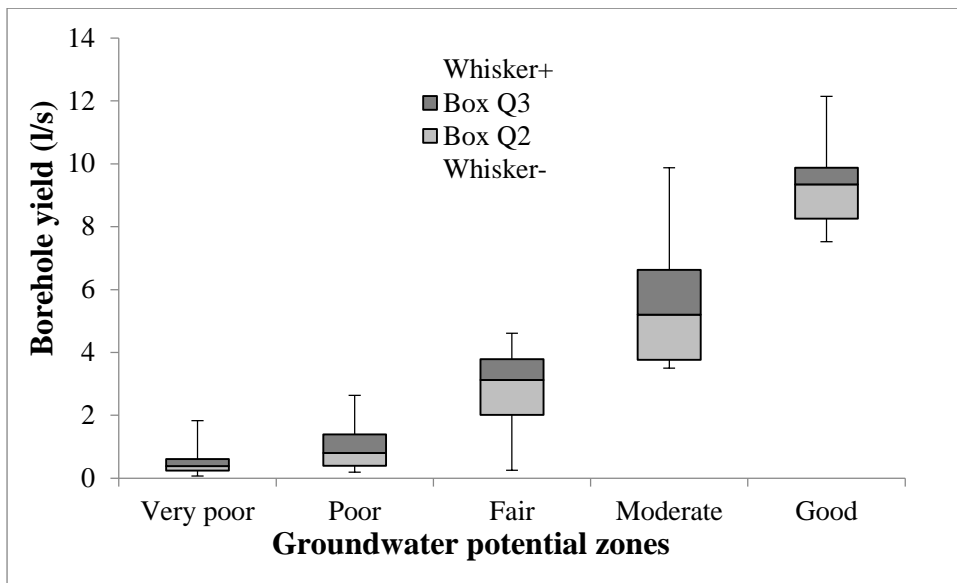 14
12
10
8
6
4
2
0
Borehole yield (l/s)
Whisker+
Box Q3
Box Q2
Whisker-
Very poor Poor Fair Moderate Good
Groundwater potential zones